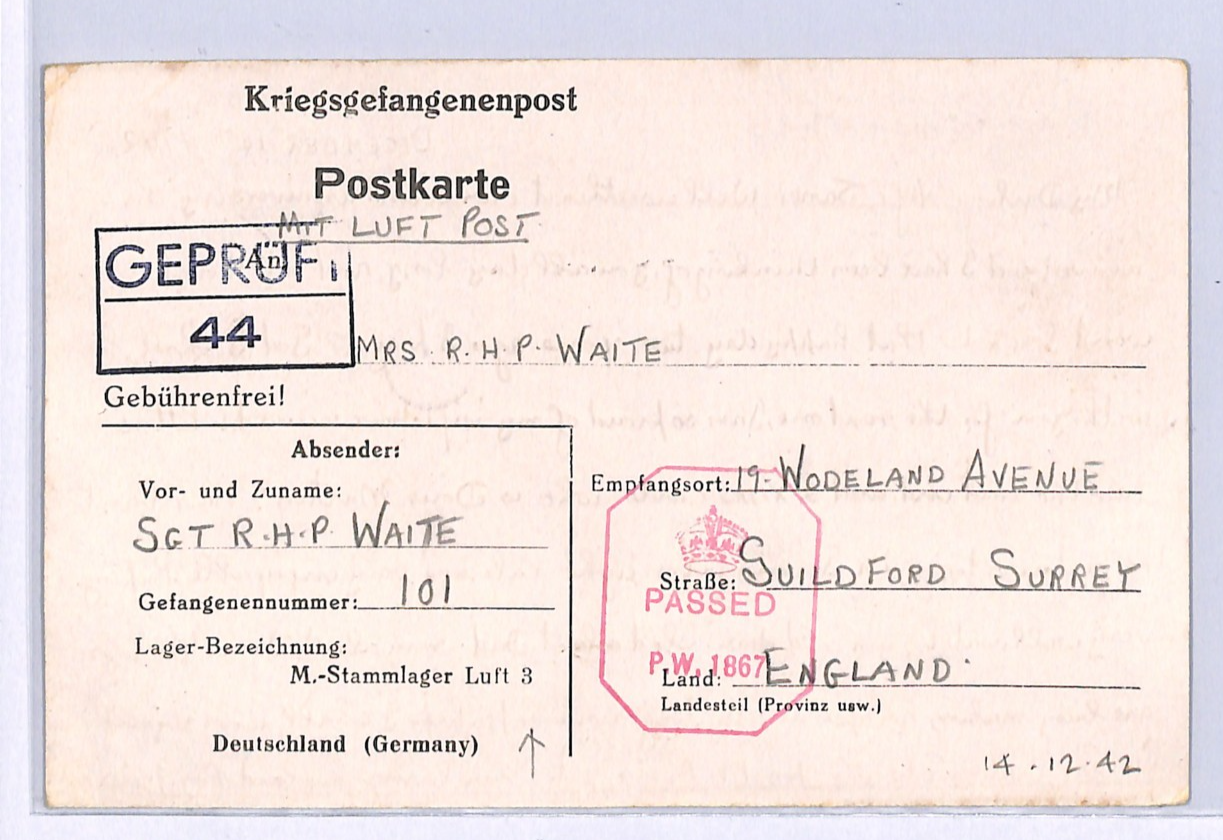 Kriegsgefangenenpost
Postkarte
MIT LUFT POST
An
GEPRÜF
44
MRS. R.H.P. WAITE
Gebührenfrei!
Absender:
Vor- und Zuname:
SGT R.H.P. WAITE
Gefangenennummer: 101
Lager-Bezeichnung:
M.-Stammlager Luft 3
Deutschland (Germany)
Empfangsort: 19. WODELAND AVENUE
Straße: GUILDFORD SURREY
PASSED
P.W. 1867
Land: ENGLAND.
Landesteil (Provinz usw.)
14.12.42